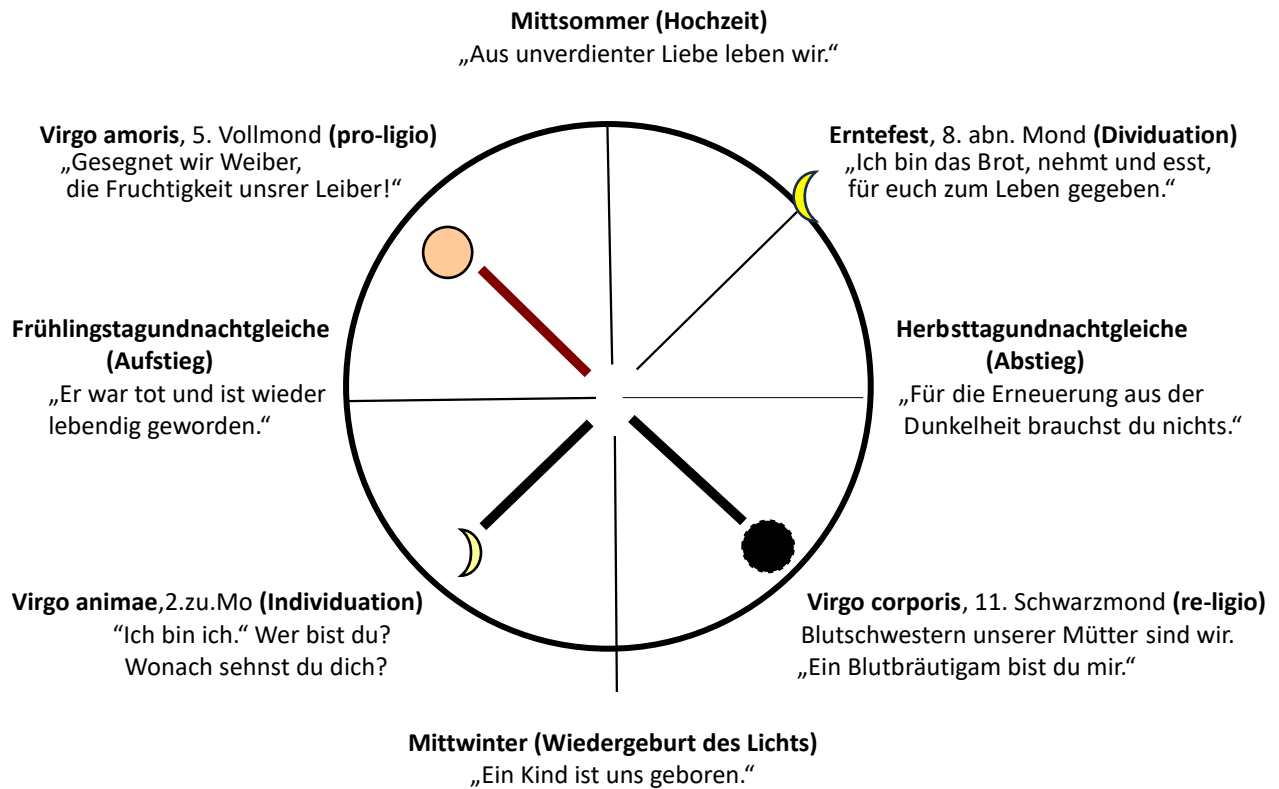 Mittsommer (Hochzeit)
„Aus unverdienter Liebe leben wir.“
Virgo amoris, 5. Vollmond (pro-ligio)
„Gesegnet wir Weiber,
die Fruchtigkeit unsrer Leiber!“
Erntefest, 8. abn. Mond (Dividuation)
„Ich bin das Brot, nehmt und esst,
für euch zum Leben gegeben.“
Frühlingstagundnachtgleiche
(Aufstieg)
„Er war tot und ist wieder
lebendig geworden.“
Herbsttagundnachtgleiche
(Abstieg)
„Für die Erneuerung aus der
Dunkelheit brauchst du nichts.“
Virgo animae,2.zu.Mo (Individuation)
“Ich bin ich.“ Wer bist du?
Wonach sehnst du dich?
Virgo corporis, 11. Schwarzmond (re-ligio)
Blutschwestern unserer Mütter sind wir.
„Ein Blutbräutigam bist du mir.“
Mittwinter (Wiedergeburt des Lichts)
„Ein Kind ist uns geboren.“